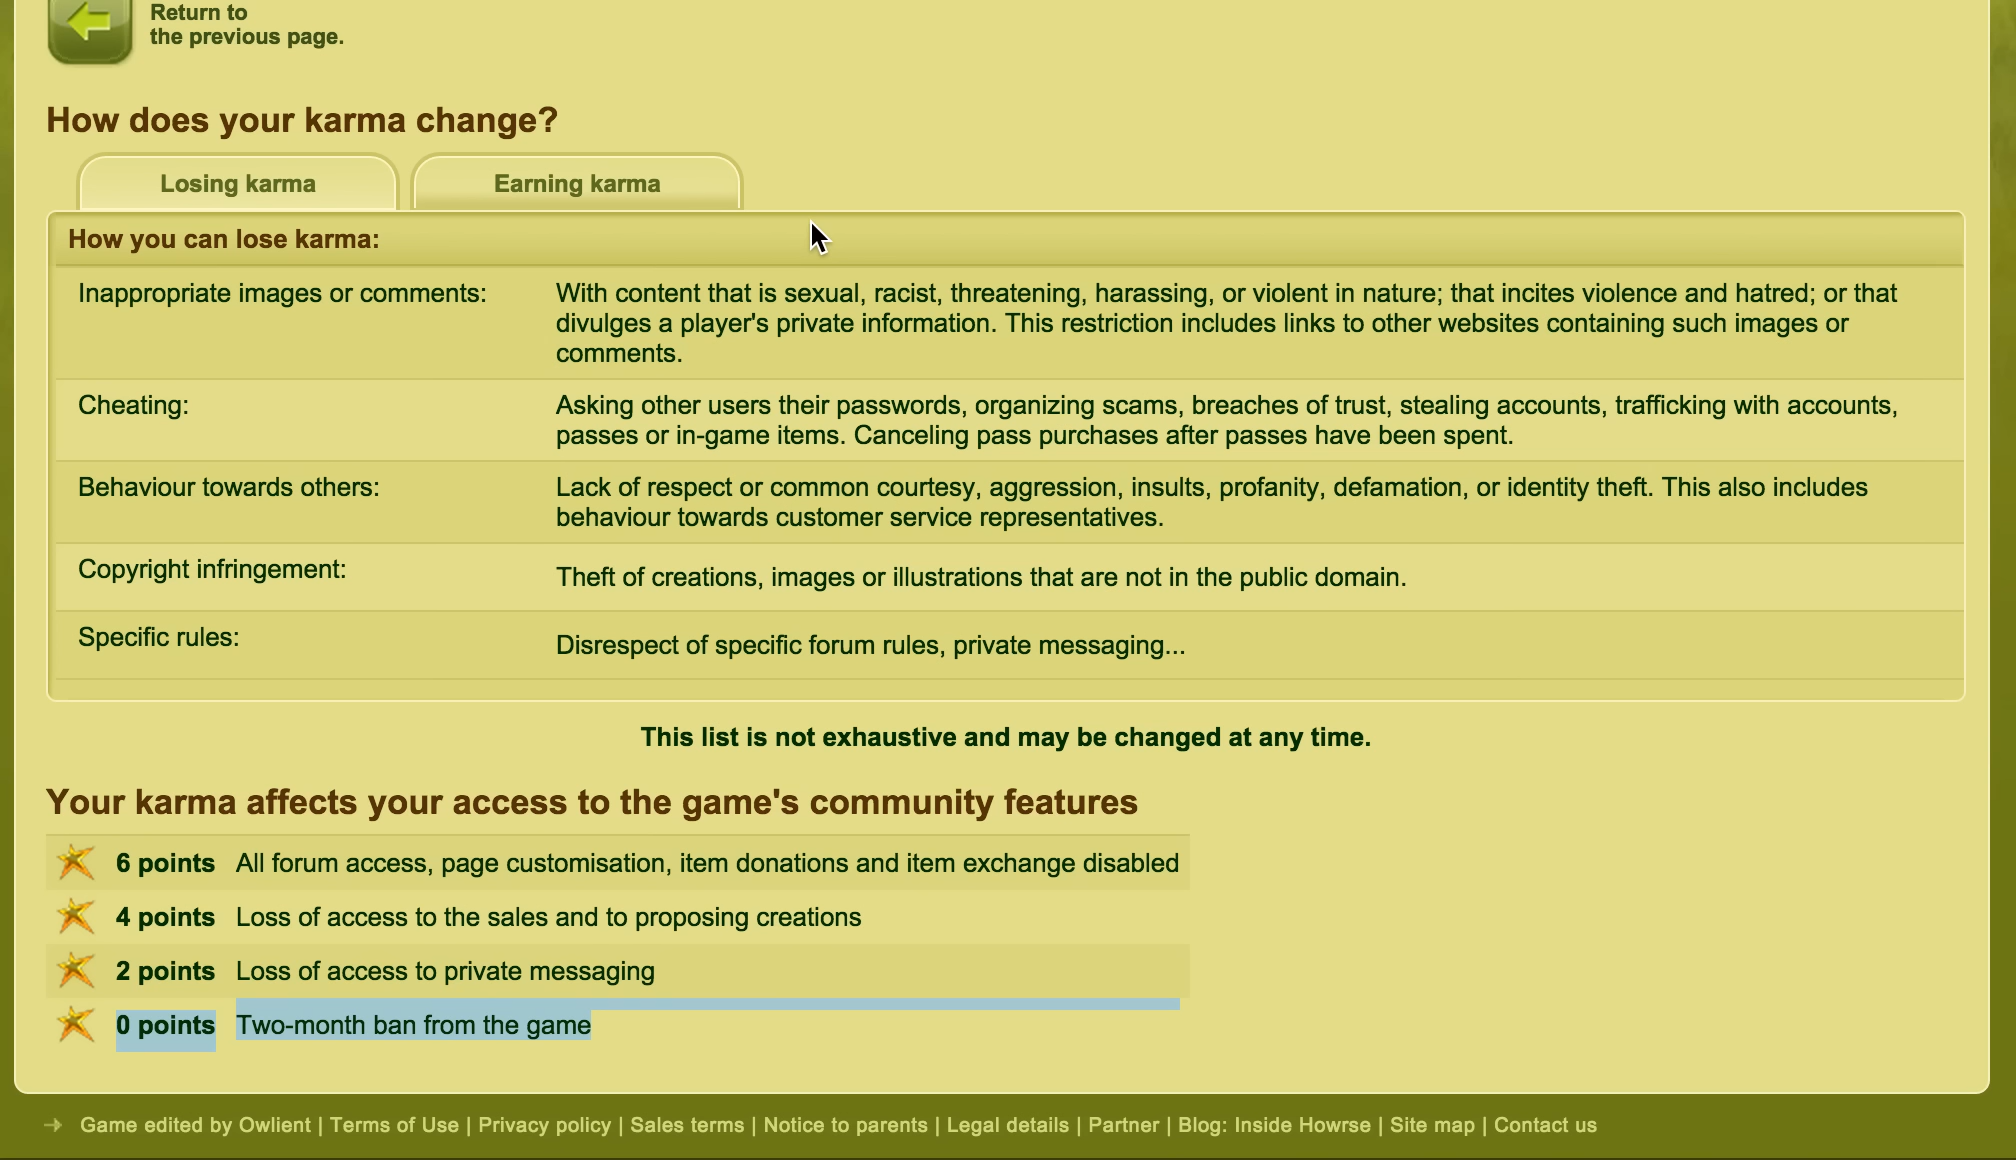 Return to
the previous page.
How does your karma change?
Losing karma
Earning karma
How you can lose karma:
Inappropriate images or comments:
With content that is sexual, racist, threatening, harassing, or violent in nature; that incites violence and hatred; or that
divulges a player's private information. This restriction includes links to other websites containing such images or
comments.
Cheating:
Asking other users their passwords, organizing scams, breaches of trust, stealing accounts, trafficking with accounts,
passes or in-game items. Canceling pass purchases after passes have been spent.
Behaviour towards others:
Lack of respect or common courtesy, aggression, insults, profanity, defamation, or identity theft. This also includes
behaviour towards customer service representatives.
Copyright infringement:
Theft of creations, images or illustrations that are not in the public domain.
Specific rules:
Disrespect of specific forum rules, private messaging...
This list is not exhaustive and may be changed at any time.
Your karma affects your access to the game's community features
6 points All forum access, page customisation, item donations and item exchange disabled
4 points Loss of access to the sales and to proposing creations
2 points Loss of access to private messaging
0 points Two-month ban from the game
Game edited by Owlient | Terms of Use | Privacy policy | Sales terms | Notice to parents | Legal details | Partner | Blog: Inside Howrse | Site map | Contact us